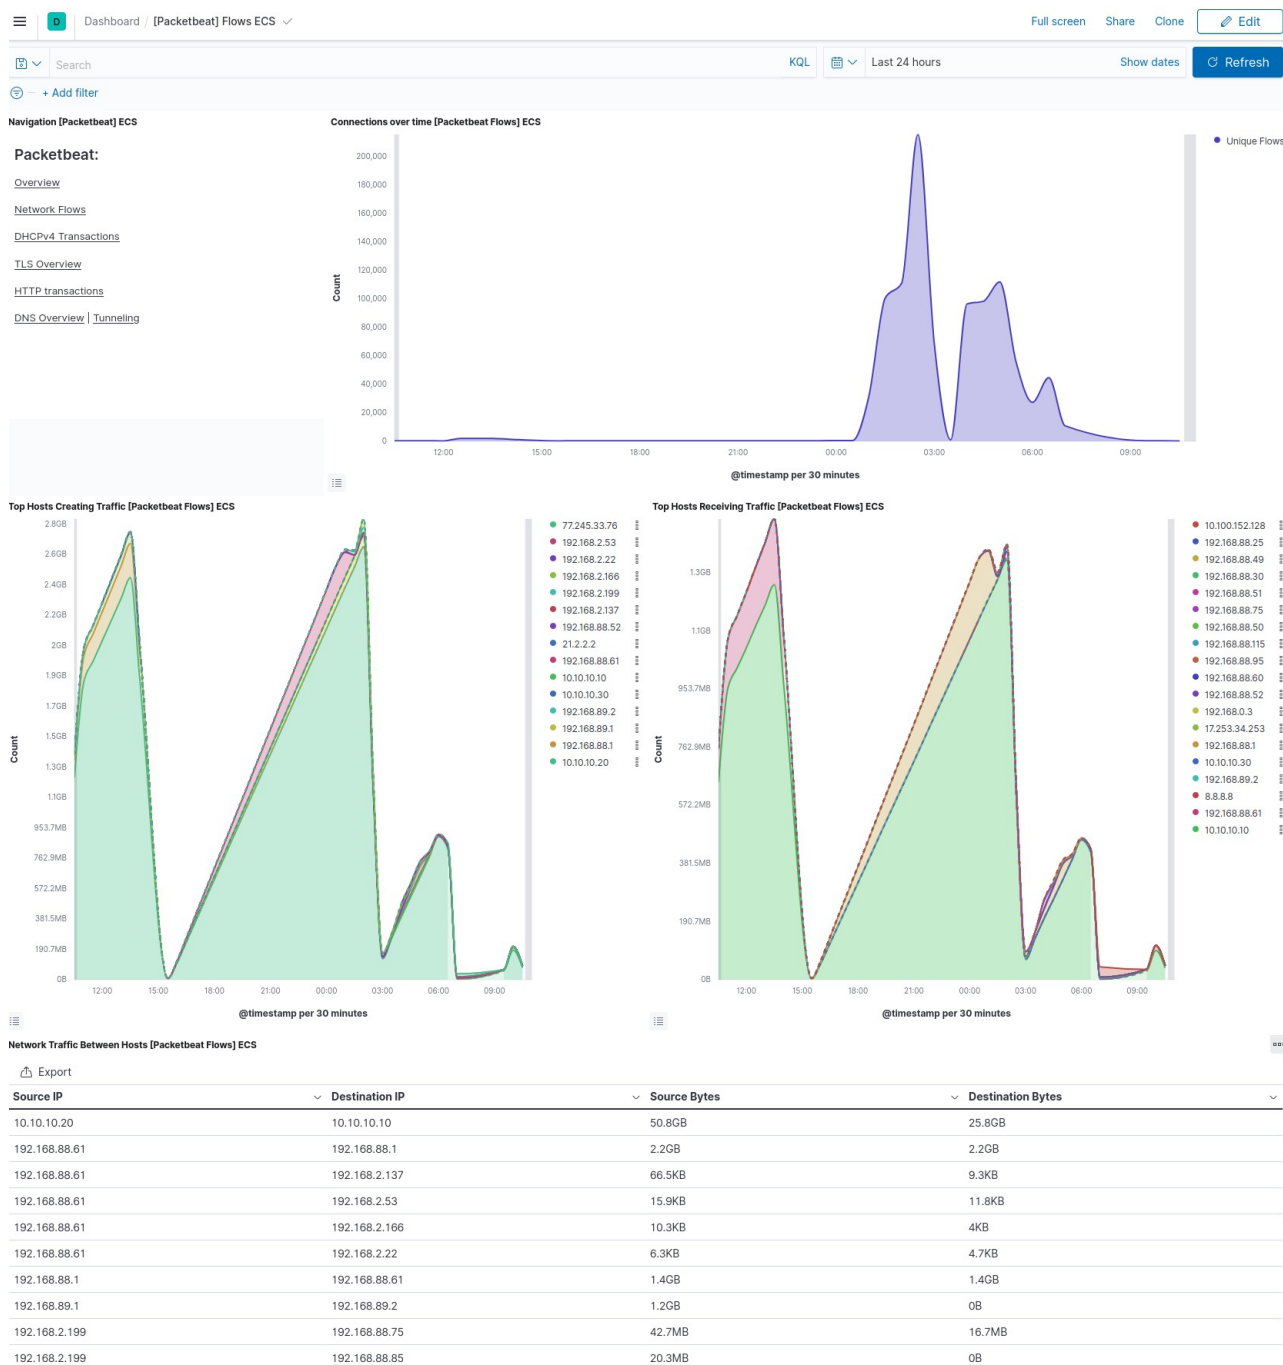 D Dashboard / [Packetbeat] Flows ECS Full screen Share Clone Edit
Search KQL Last 24 hours Show dates Refresh
+ Add filter
Navigation [Packetbeat] ECS
Packetbeat:
Overview
Network Flows
DHCPv4 Transactions
TLS Overview
HTTP transactions
DNS Overview | Tunneling
Connections over time [Packetbeat Flows] ECS
Unique Flows
200,000
180,000
160,000
140,000
120,000
100,000
80,000
60,000
40,000
20,000
0
Count
12:00 15:00 18:00 21:00 00:00 03:00 06:00 09:00
@timestamp per 30 minutes
Top Hosts Creating Traffic [Packetbeat Flows] ECS
2.8GB
2.6GB
2.4GB
2.2GB
2GB
1.9GB
1.7GB
1.5GB
1.3GB
1.1GB
953.7MB
762.9MB
572.2MB
381.5MB
190.7MB
0B
Count
12:00 15:00 18:00 21:00 00:00 03:00 06:00 09:00
@timestamp per 30 minutes
77.245.33.76
192.168.2.53
192.168.2.22
192.168.2.166
192.168.2.199
192.168.2.137
192.168.88.52
21.2.2.2
192.168.88.61
10.10.10.10
10.10.10.30
192.168.89.2
192.168.89.1
192.168.88.1
10.10.10.20
Top Hosts Receiving Traffic [Packetbeat Flows] ECS
1.3GB
1.1GB
953.7MB
762.9MB
572.2MB
381.5MB
190.7MB
0B
Count
12:00 15:00 18:00 21:00 00:00 03:00 06:00 09:00
@timestamp per 30 minutes
10.100.152.128
192.168.88.25
192.168.88.49
192.168.88.30
192.168.88.51
192.168.88.75
192.168.88.50
192.168.88.115
192.168.88.95
192.168.88.60
192.168.88.52
192.168.0.3
17.253.34.253
192.168.88.1
10.10.10.30
192.168.89.2
8.8.8.8
192.168.88.61
10.10.10.10
Network Traffic Between Hosts [Packetbeat Flows] ECS
Export
Source IP Destination IP Source Bytes Destination Bytes
10.10.10.20 10.10.10.10 50.8GB 25.8GB
192.168.88.61 192.168.88.1 2.2GB 2.2GB
192.168.88.61 192.168.2.137 66.5KB 9.3KB
192.168.88.61 192.168.2.53 15.9KB 11.8KB
192.168.88.61 192.168.2.166 10.3KB 4KB
192.168.88.61 192.168.2.22 6.3KB 4.7KB
192.168.88.1 192.168.88.61 1.4GB 1.4GB
192.168.89.1 192.168.89.2 1.2GB 0B
192.168.2.199 192.168.88.75 42.7MB 16.7MB
192.168.2.199 192.168.88.85 20.3MB 0B